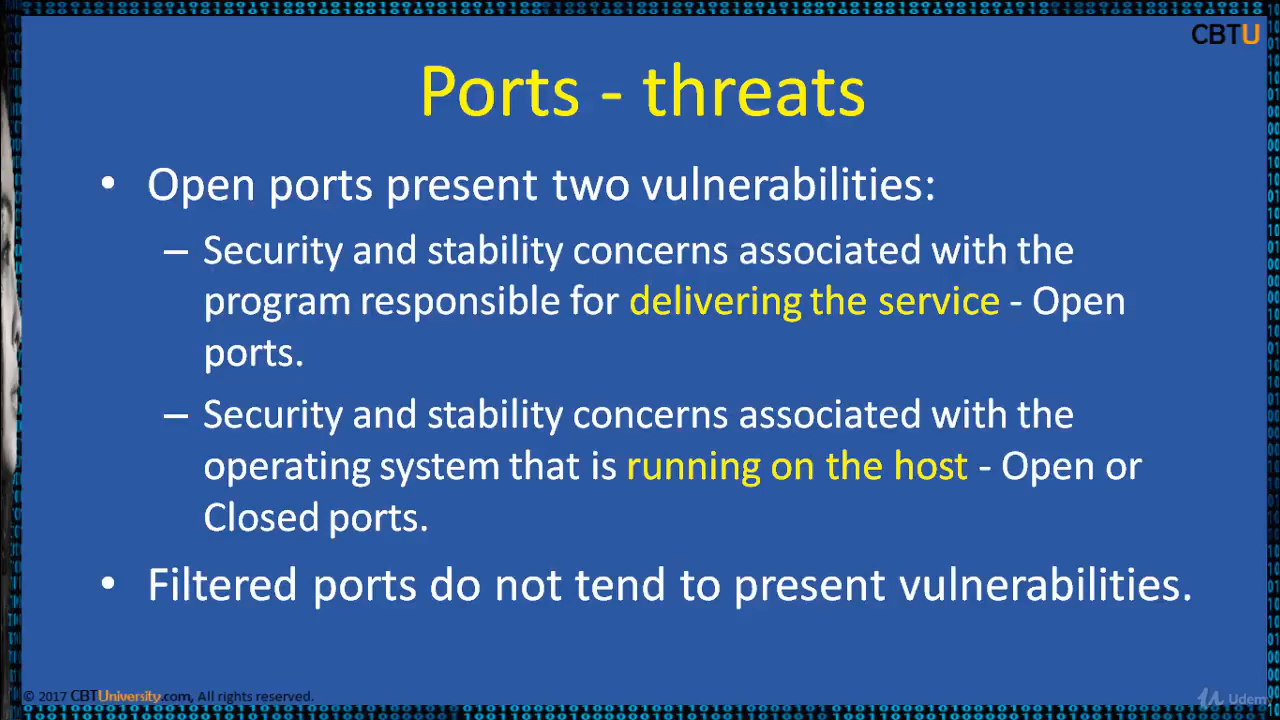 CBTU
Ports - threats
• Open ports present two vulnerabilities:
– Security and stability concerns associated with the
program responsible for delivering the service - Open
ports.
– Security and stability concerns associated with the
operating system that is running on the host - Open or
Closed ports.
• Filtered ports do not tend to present vulnerabilities.
© 2017 CBTUniversity.com, All rights reserved.
Udemy